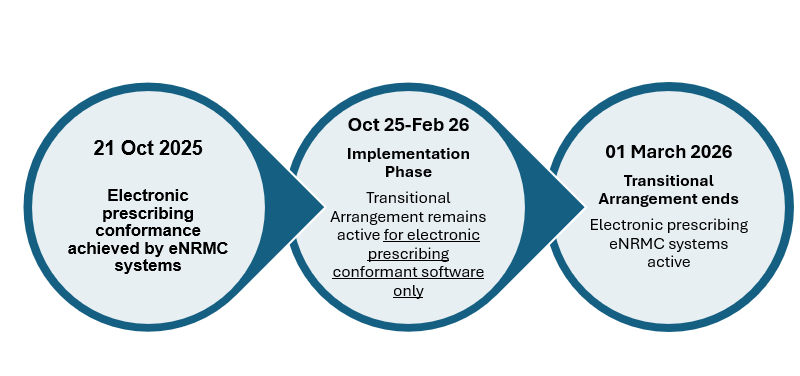 21 Oct 2025
Electronic
prescribing
conformance
achieved by eNRMC
systems
Oct 25-Feb 26
Implementation
Phase
Transitional
Arrangement remains
active for electronic
prescribing
conformant software
only
01 March 2026
Transitional
Arrangement ends
Electronic prescribing
eNRMC systems
active